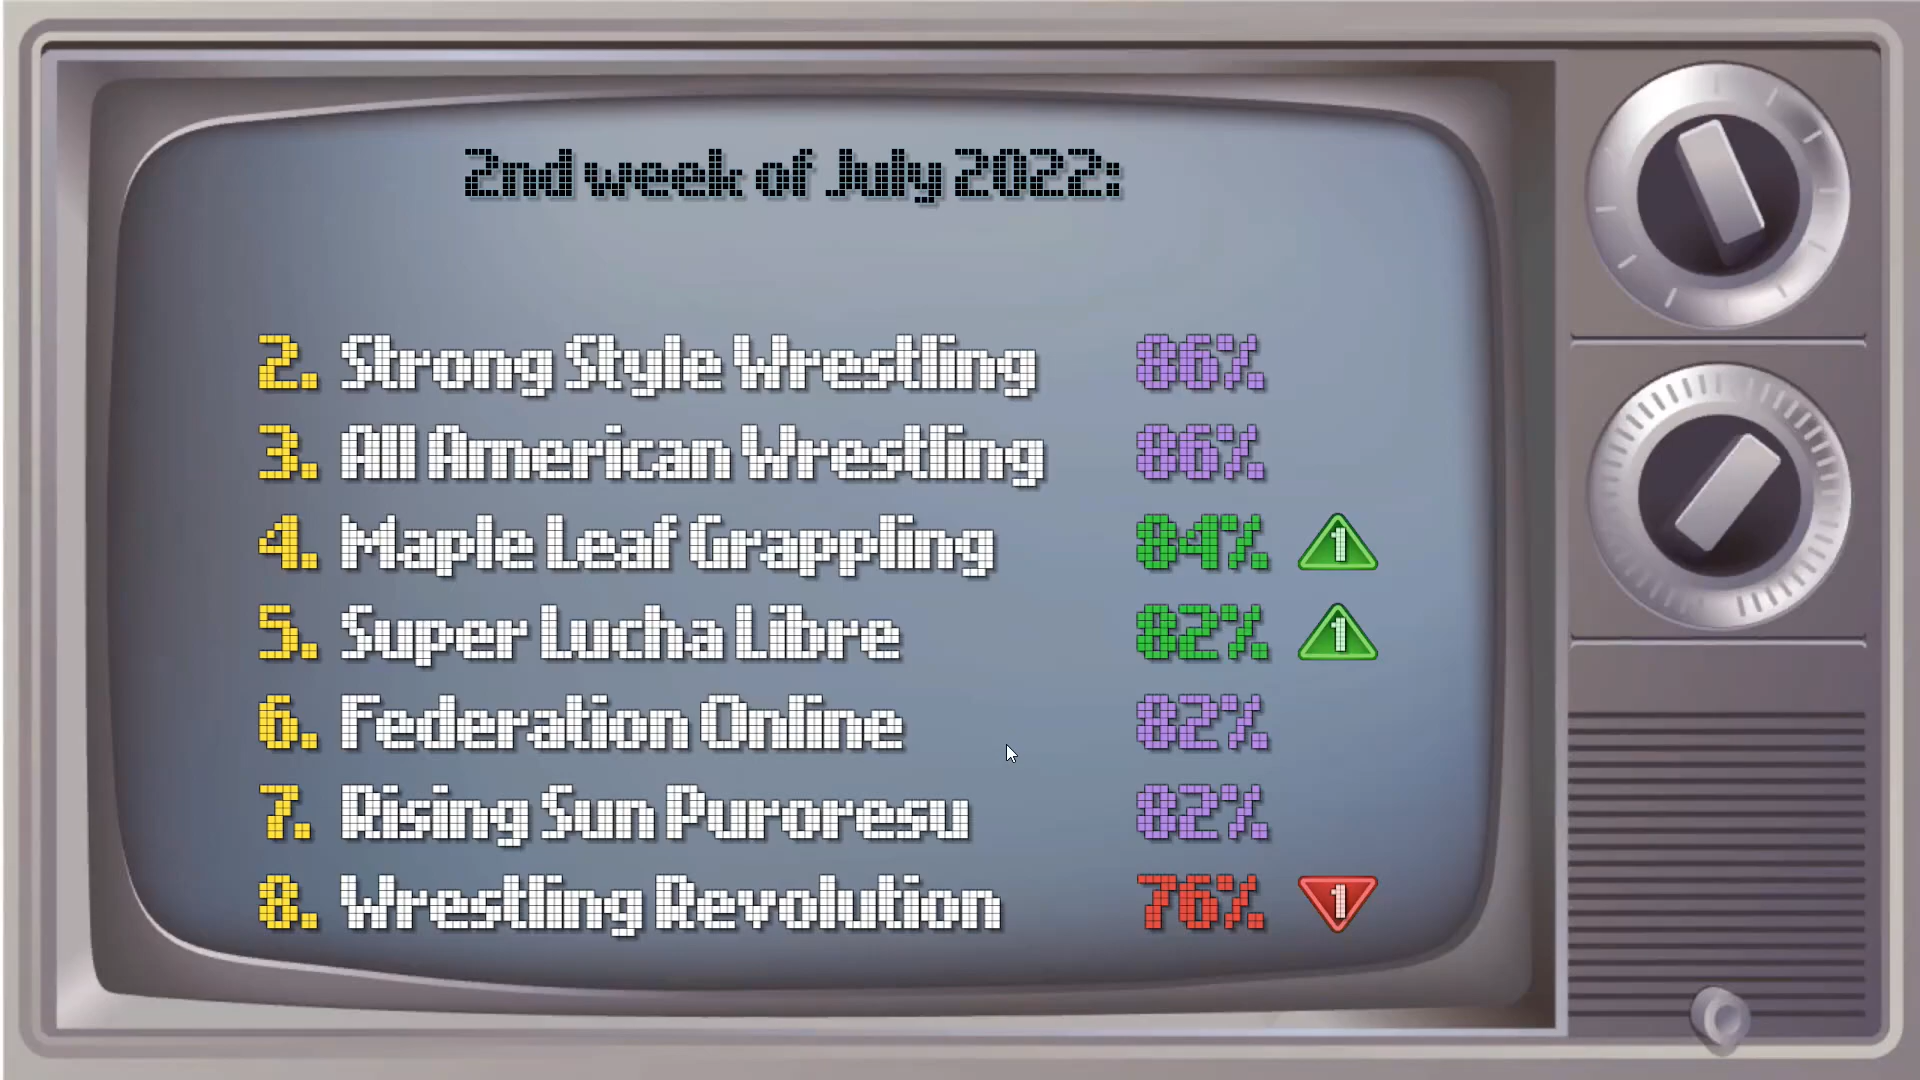 2nd week of July 2022:
2. Strong Style Wrestling 86%
3. All American Wrestling 86%
4. Maple Leaf Grappling 84% 1
5. Super Lucha Libre 82% 1
6. Federation Online 82%
7. Rising Sun Puroresu 82%
8. Wrestling Revolution 76% 1